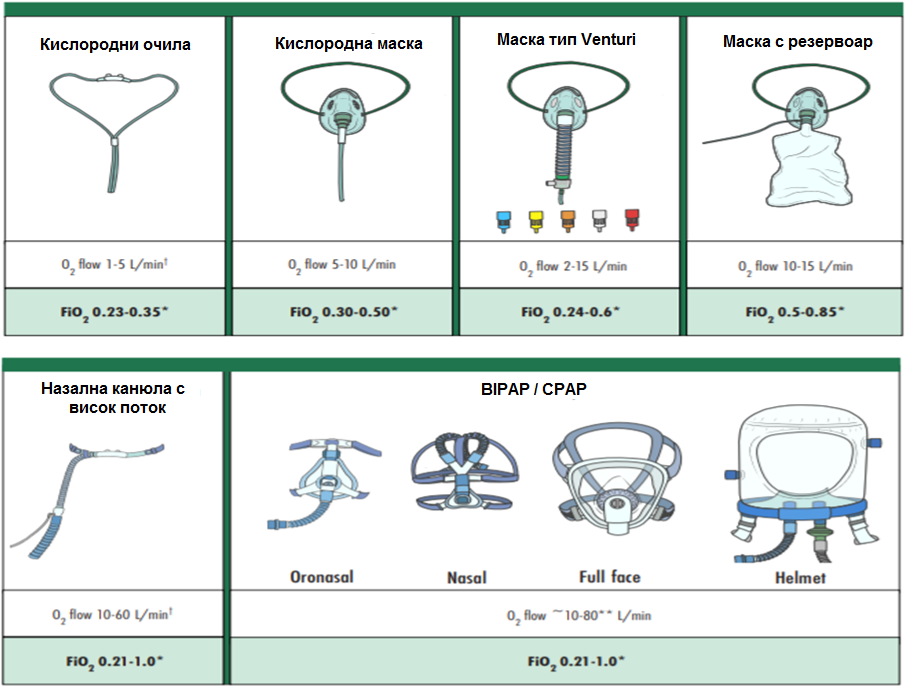 Кислородни очила
Кислородна маска
Маска тип Venturi
Маска с резервоар
O₂ flow 1-5 L/min†
O₂ flow 5-10 L/min
O₂ flow 2-15 L/min
O₂ flow 10-15 L/min
FiO₂ 0.23-0.35*
FiO₂ 0.30-0.50*
FiO₂ 0.24-0.6*
FiO₂ 0.5-0.85*
Назална канюла с
висок поток
BIPAP / CPAP
Oronasal
Nasal
Full face
Helmet
O₂ flow 10-60 L/min†
O₂ flow ~10-80** L/min
FiO₂ 0.21-1.0*
FiO₂ 0.21-1.0*